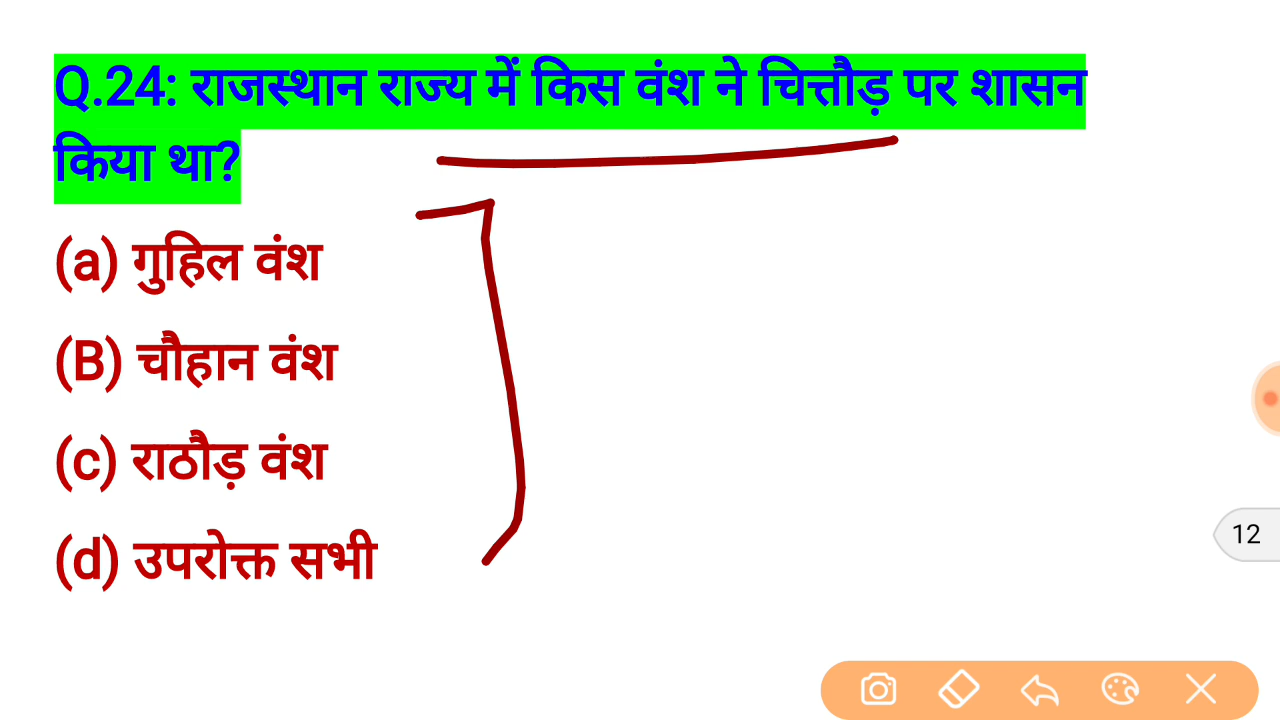 Q.24: राजस्थान राज्य में किस वंश ने चित्तौड़ पर शासन
किया था?
(a) गुहिल वंश
(B) चौहान वंश
(c) राठौड़ वंश
(d) उपरोक्त सभी
12